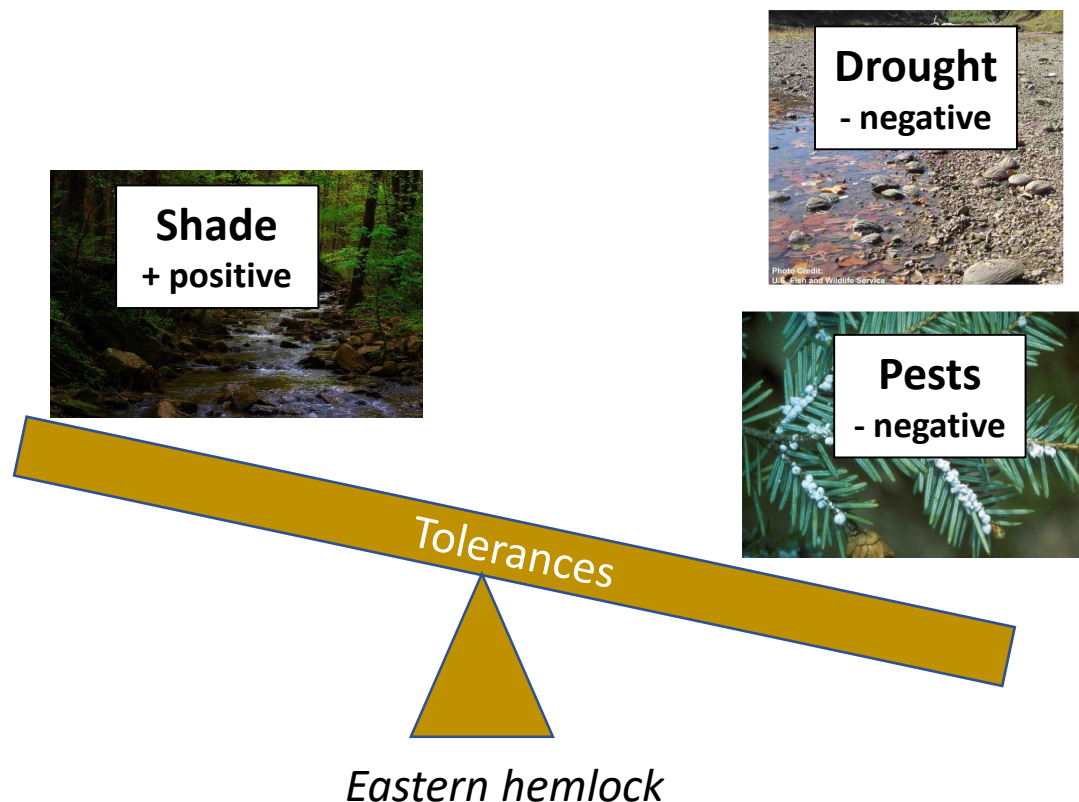 Drought
- negative
Photo Credit:
U.S. Fish and Wildlife Service
Shade
+ positive
Pests
- negative
Tolerances
Eastern hemlock